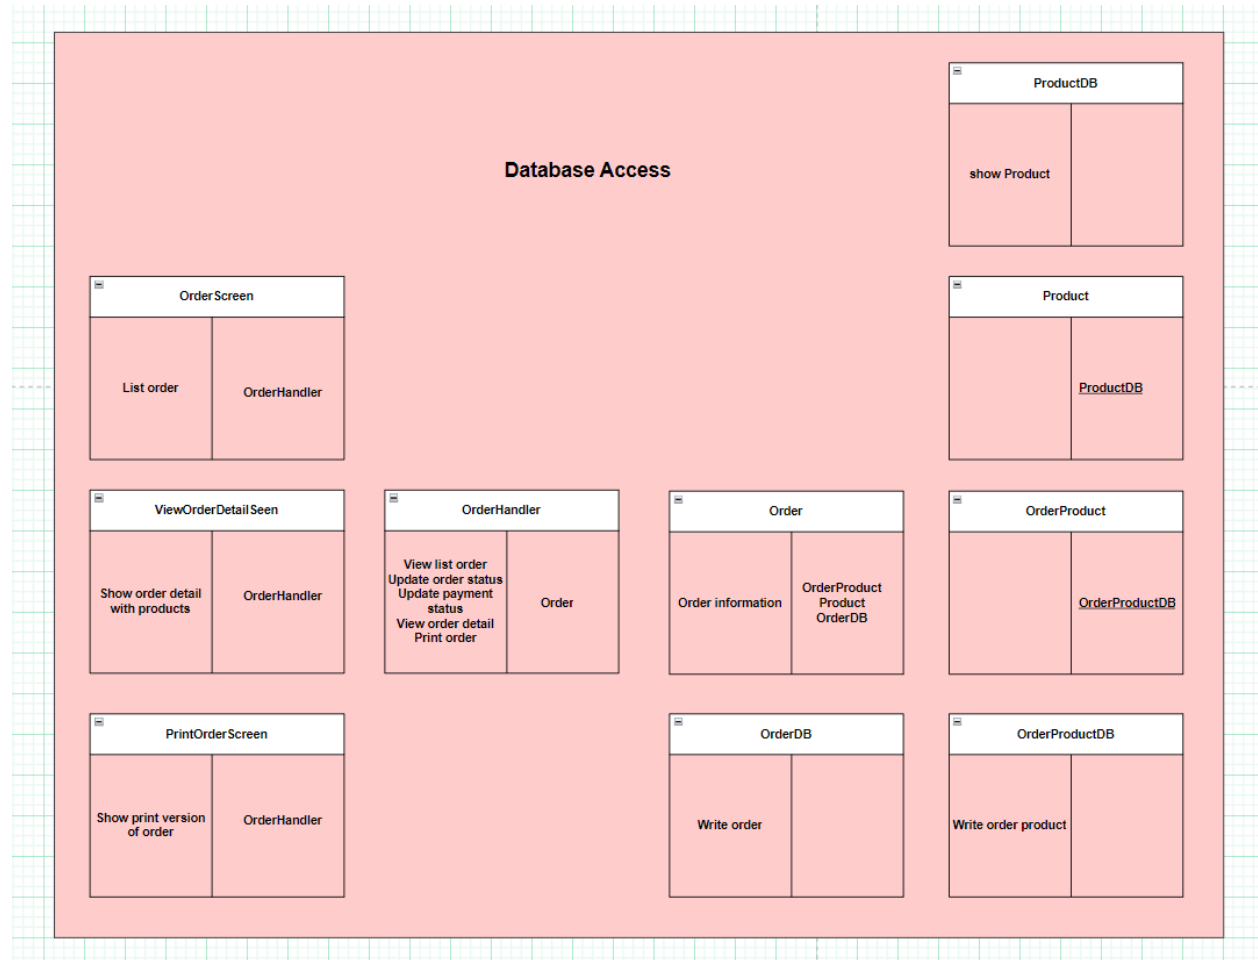 ProductDB
show Product
Database Access
OrderScreen
List order
OrderHandler
Product
ProductDB
ViewOrderDetailSeen
Show order detail
with products
OrderHandler
OrderHandler
View list order
Update order status
Update payment
status
View order detail
Print order
Order
Order
Order information
OrderProduct
Product
OrderDB
OrderProduct
OrderProductDB
PrintOrderScreen
Show print version
of order
OrderHandler
OrderDB
Write order
OrderProductDB
Write order product